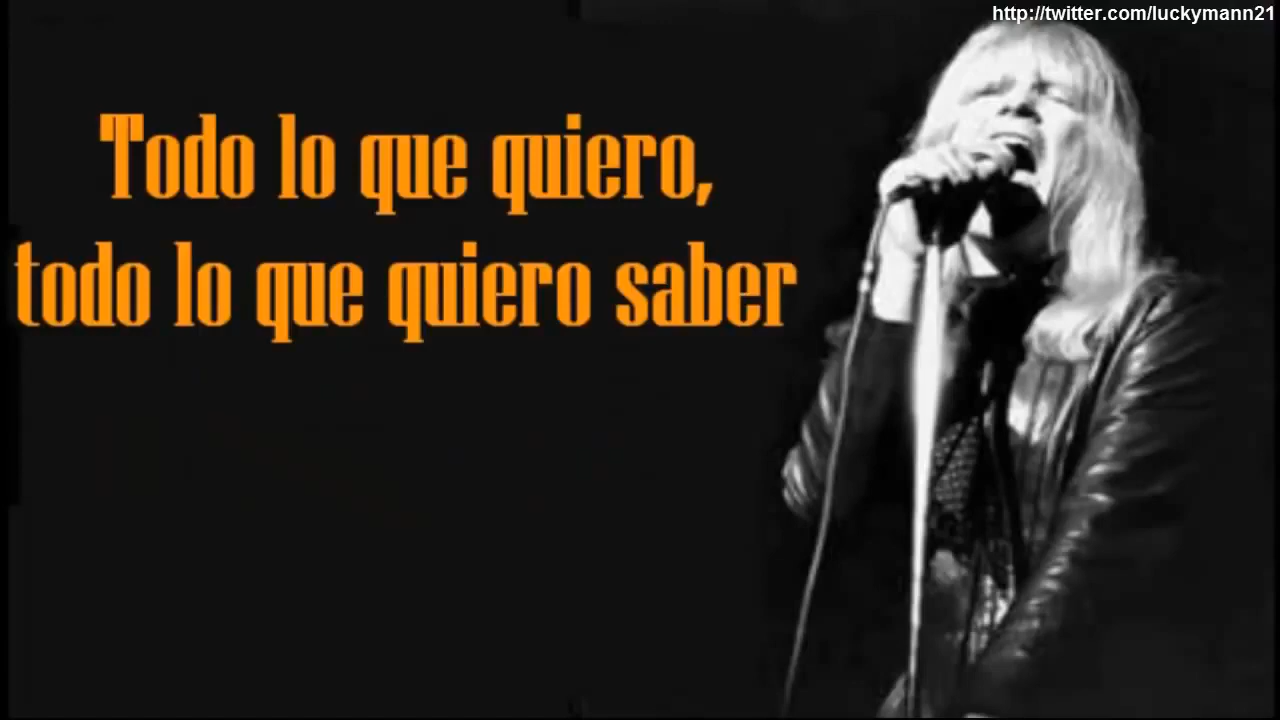 http://twitter.com/luckymann21
Todo lo que quiero,
todo lo que quiero saber